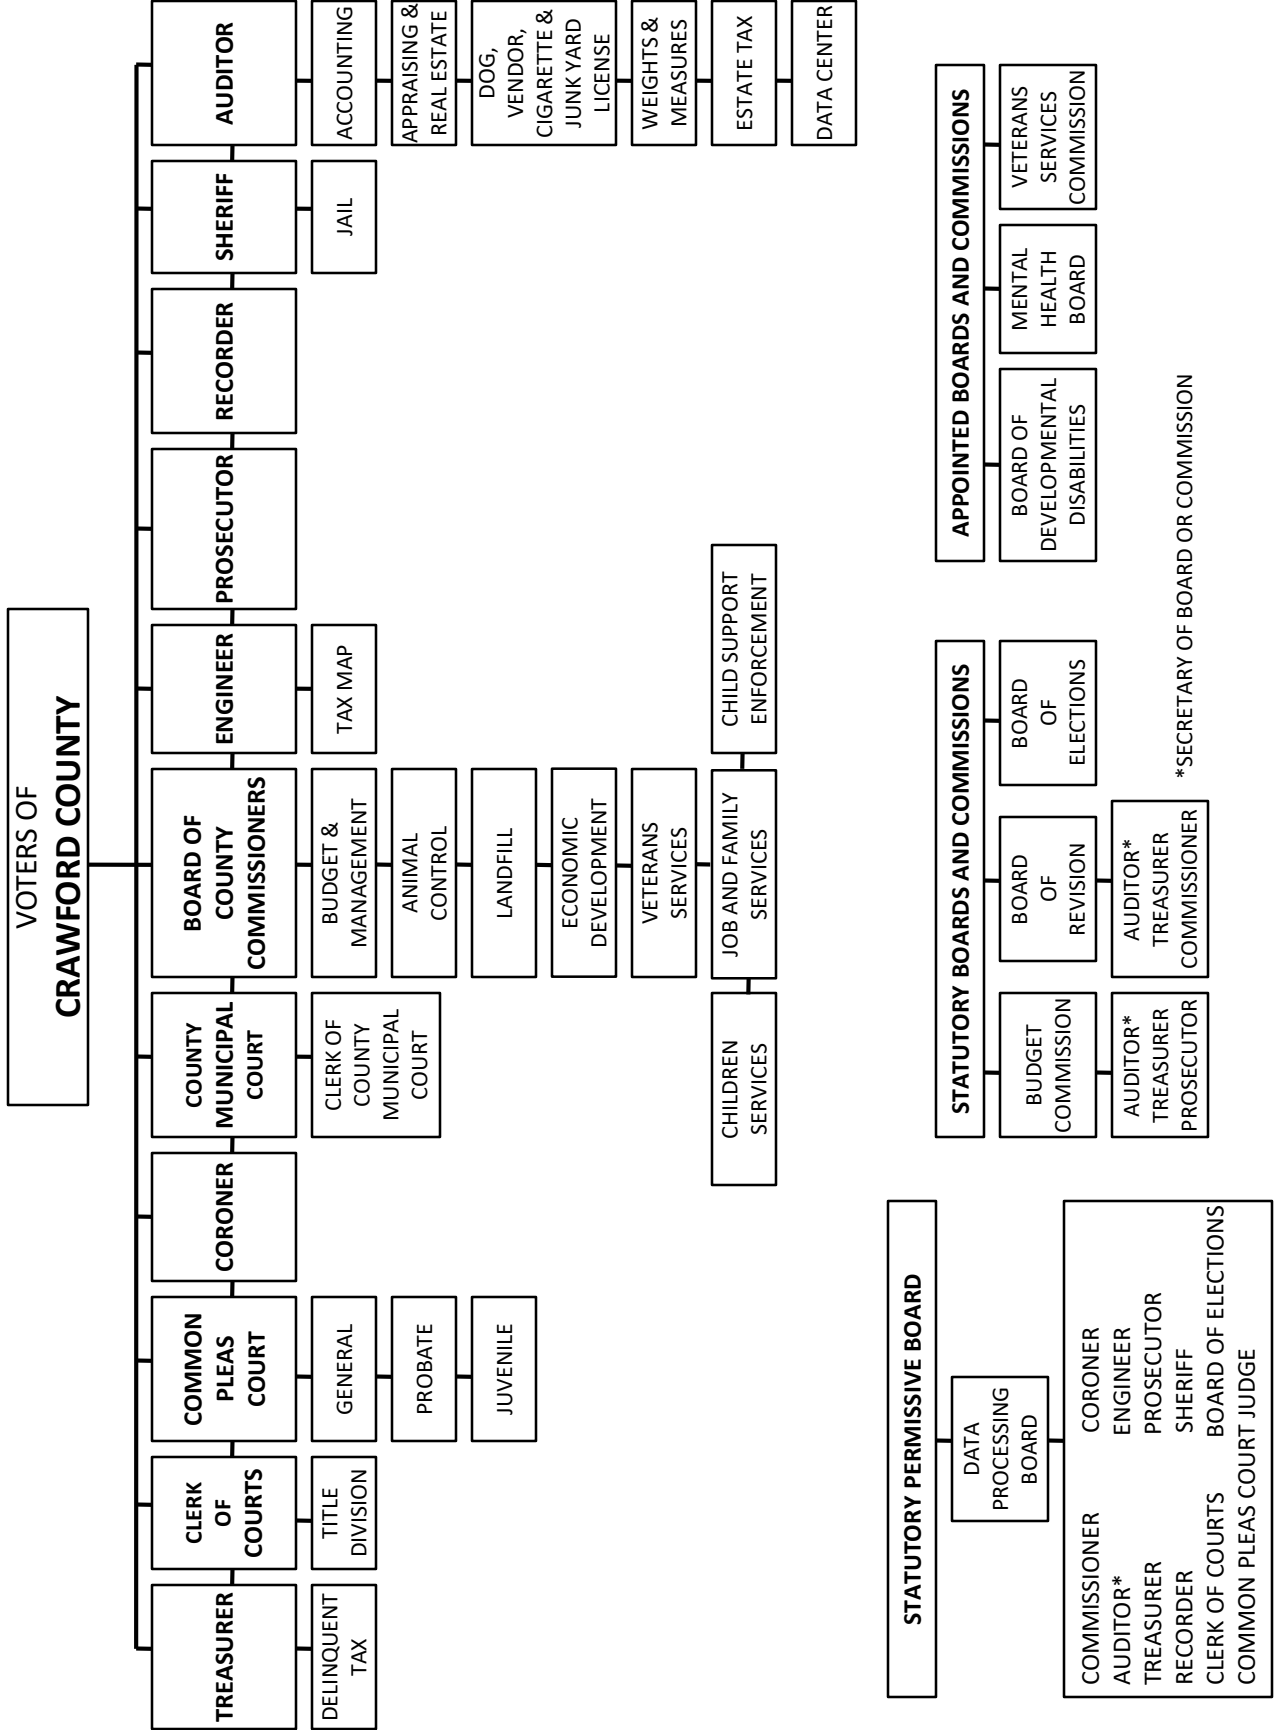 VOTERS OF
CRAWFORD COUNTY
TREASURER
DELINQUENT
TAX
CLERK
OF
COURTS
TITLE
DIVISION
COMMON
PLEAS
COURT
GENERAL
PROBATE
JUVENILE
CORONER
COUNTY
MUNICIPAL
COURT
CLERK OF
COUNTY
MUNICIPAL
COURT
BOARD OF
COUNTY
COMMISSIONERS
BUDGET &
MANAGEMENT
ANIMAL
CONTROL
LANDFILL
ECONOMIC
DEVELOPMENT
VETERANS
SERVICES
CHILDREN
SERVICES
JOB AND FAMILY
SERVICES
CHILD SUPPORT
ENFORCEMENT
ENGINEER
TAX MAP
PROSECUTOR
RECORDER
SHERIFF
JAIL
AUDITOR
ACCOUNTING
APPRAISING &
REAL ESTATE
DOG,
VENDOR,
CIGARETTE &
JUNK YARD
LICENSE
WEIGHTS &
MEASURES
ESTATE TAX
DATA CENTER
STATUTORY PERMISSIVE BOARD
DATA
PROCESSING
BOARD
COMMISSIONER CORONER
AUDITOR* ENGINEER
TREASURER PROSECUTOR
RECORDER SHERIFF
CLERK OF COURTS BOARD OF ELECTIONS
COMMON PLEAS COURT JUDGE
STATUTORY BOARDS AND COMMISSIONS
BUDGET
COMMISSION
AUDITOR*
TREASURER
PROSECUTOR
BOARD
OF
REVISION
AUDITOR*
TREASURER
COMMISSIONER
BOARD
OF
ELECTIONS
APPOINTED BOARDS AND COMMISSIONS
BOARD OF
DEVELOPMENTAL
DISABILITIES
MENTAL
HEALTH
BOARD
VETERANS
SERVICES
COMMISSION
*SECRETARY OF BOARD OR COMMISSION